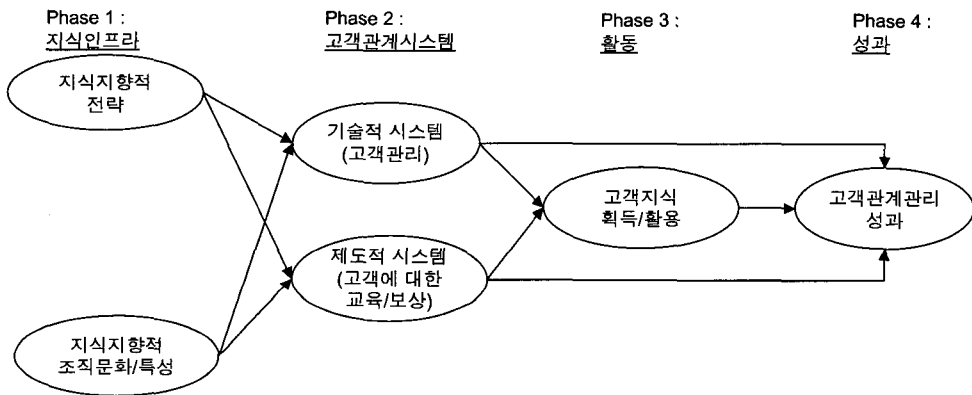 Phase 1 :
지식인프라
Phase 2 :
고객관계시스템
Phase 3 :
활동
Phase 4 :
성과
지식지향적
전략
기술적 시스템
(고객관리)
고객지식
획득/활용
고객관계관리
성과
제도적 시스템
(고객에 대한
교육/보상)
지식지향적
조직문화/특성